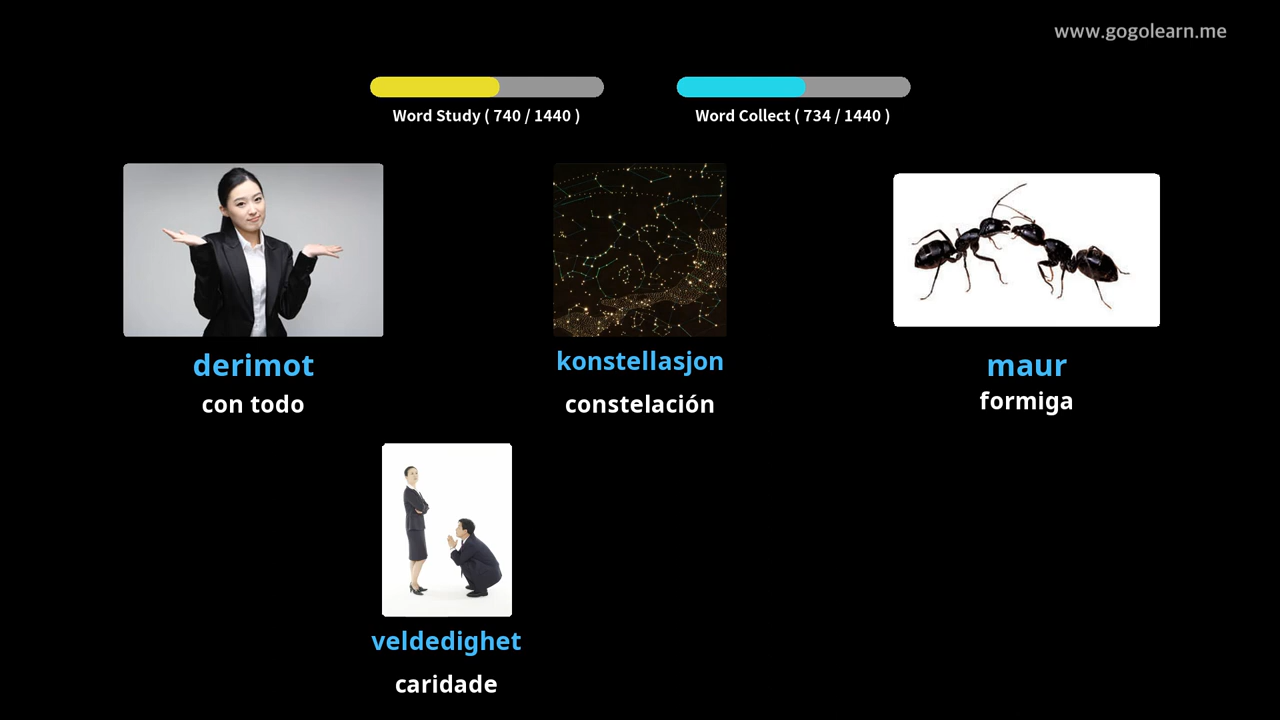 www.gogolearn.me
Word Study ( 740 / 1440 )
Word Collect ( 734 / 1440 )
derimot
con todo
konstellasjon
constelación
maur
formiga
veldedighet
caridade